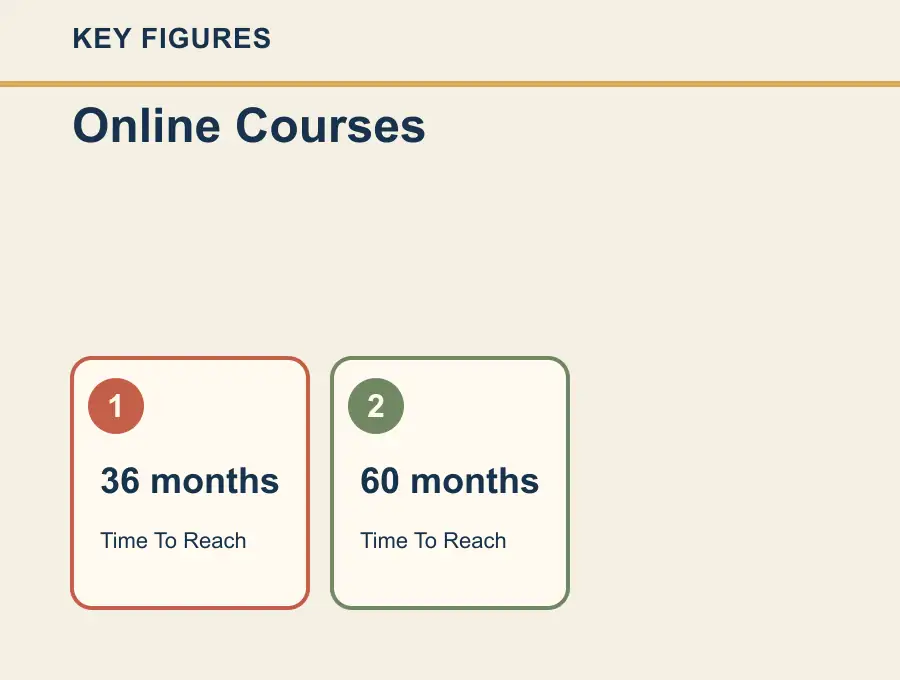 KEY FIGURES
Online Courses
1
36 months
Time To Reach
2
60 months
Time To Reach